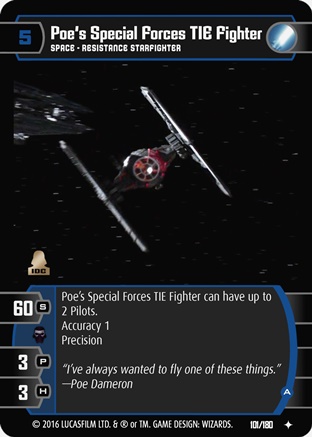 5
Poe's Special Forces TIE Fighter
SPACE - RESISTANCE STARFIGHTER
IDC
60 S
3 P
3 H
Poe's Special Forces TIE Fighter can have up to
2 Pilots.
Accuracy 1
Precision
"I've always wanted to fly one of these things."
—Poe Dameron
A
© 2016 LUCASFILM LTD. & ® or TM. GAME DESIGN: WIZARDS.
101/180